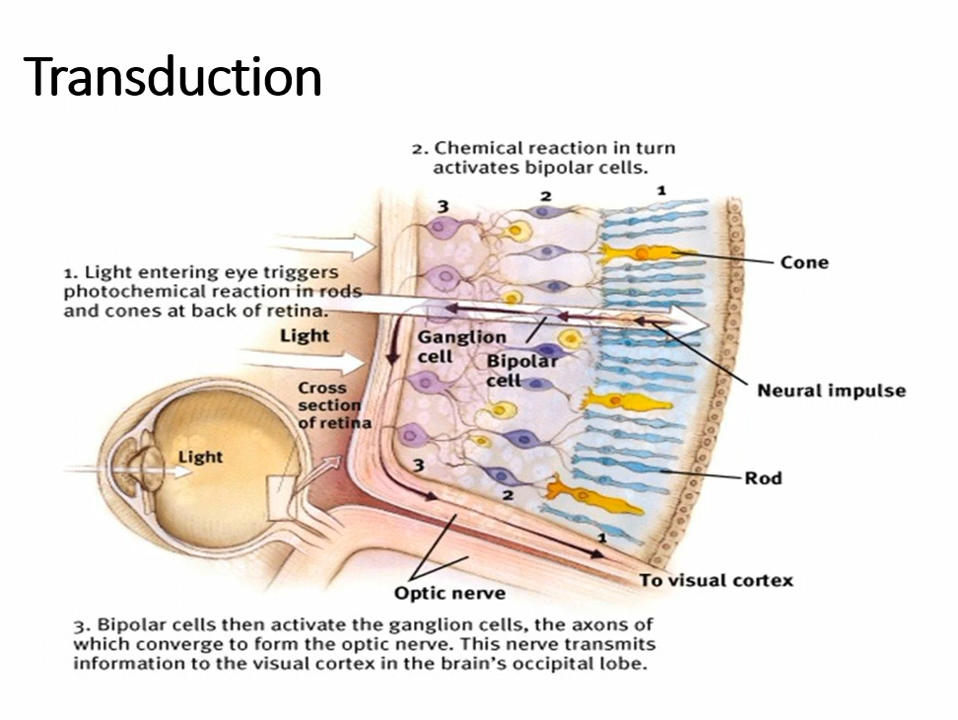 Transduction
2. Chemical reaction in turn
activates bipolar cells.
3
2
1
Cone
1. Light entering eye triggers
photochemical reaction in rods
and cones at back of retina.
Light
Ganglion
cell
Bipolar
cell
Neural impulse
Cross
section
of retina
Light
3
2
1
Rod
To visual cortex
Optic nerve
3. Bipolar cells then activate the ganglion cells, the axons of
which converge to form the optic nerve. This nerve transmits
information to the visual cortex in the brain's occipital lobe.